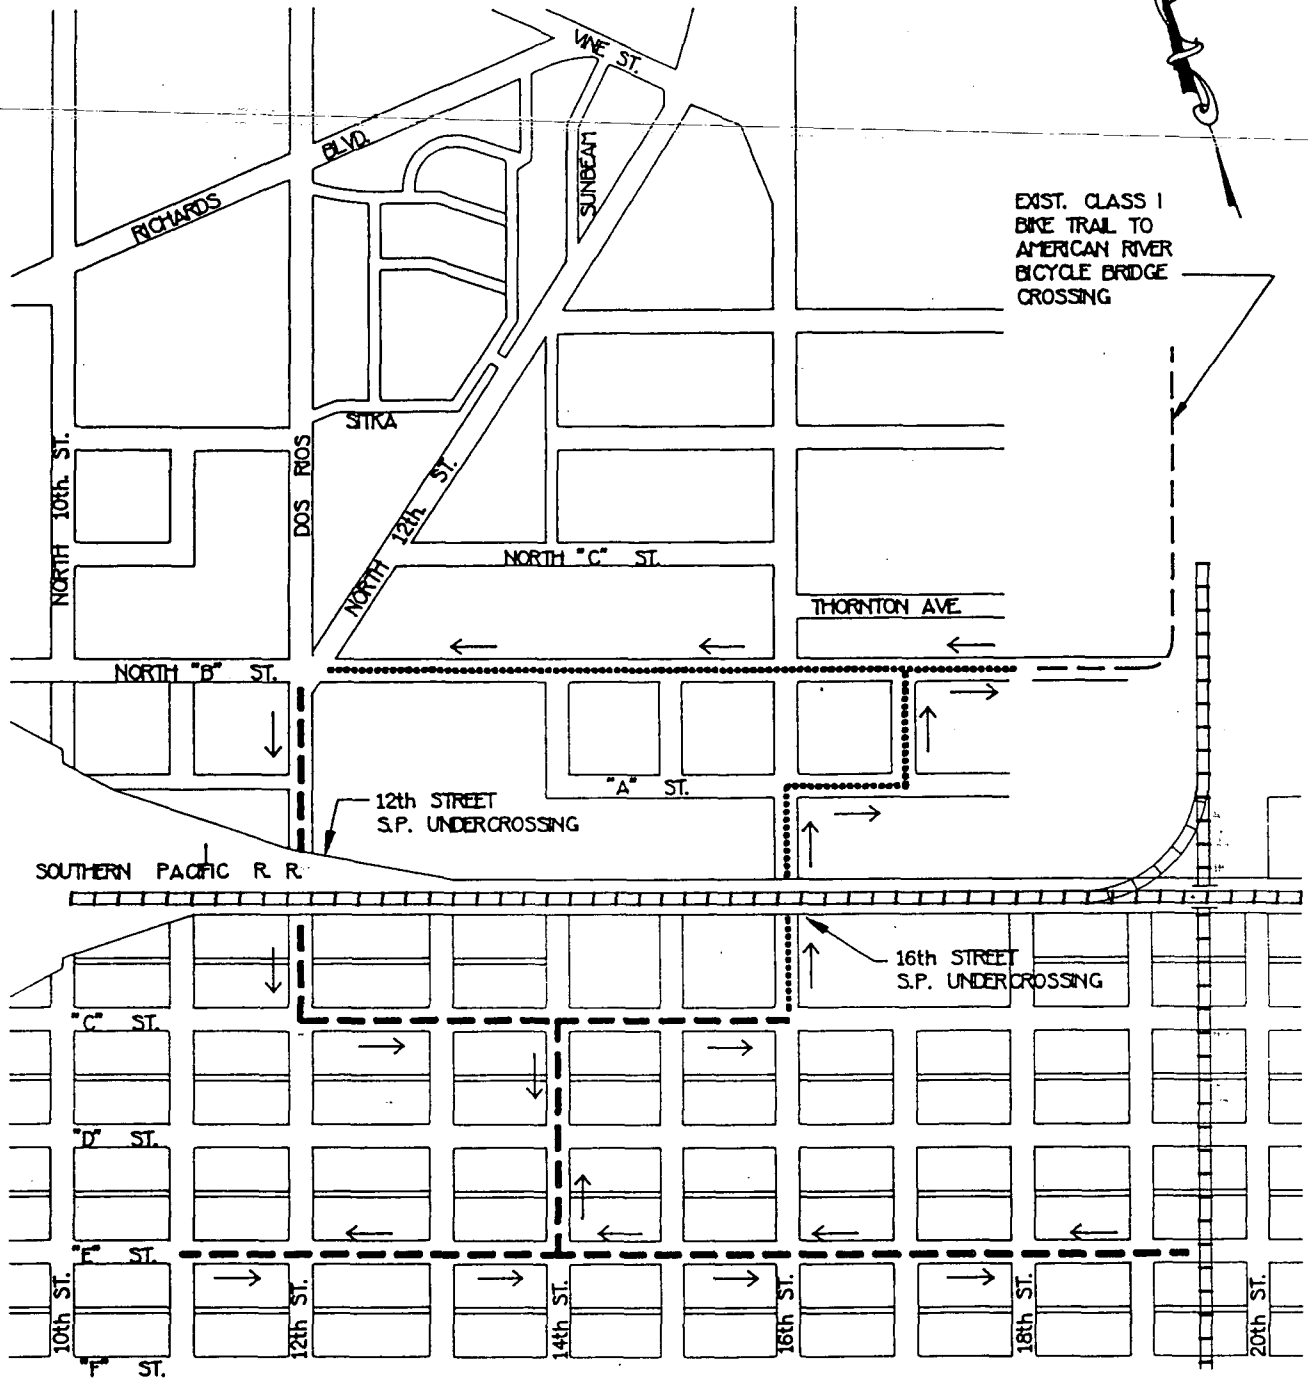 VINE ST.
RICHARDS BLVD.
SUNBEAM
EXIST. CLASS I
BIKE TRAIL TO
AMERICAN RIVER
BICYCLE BRIDGE
CROSSING
SITKA
NORTH 10th. ST.
DOS RIOS
NORTH 12th. ST.
NORTH "C" ST.
THORNTON AVE.
NORTH "B" ST.
"A" ST.
12th STREET
S.P. UNDERCROSSING
SOUTHERN PACIFIC R. R.
16th STREET
S.P. UNDERCROSSING
"C" ST.
"D" ST.
"E" ST.
10th ST.
12th ST.
14th ST.
16th ST.
18th ST.
20th ST.
"F" ST.